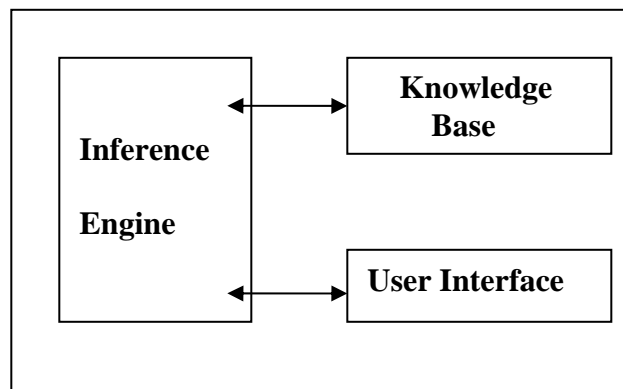 Inference
Engine
Knowledge
Base
User Interface